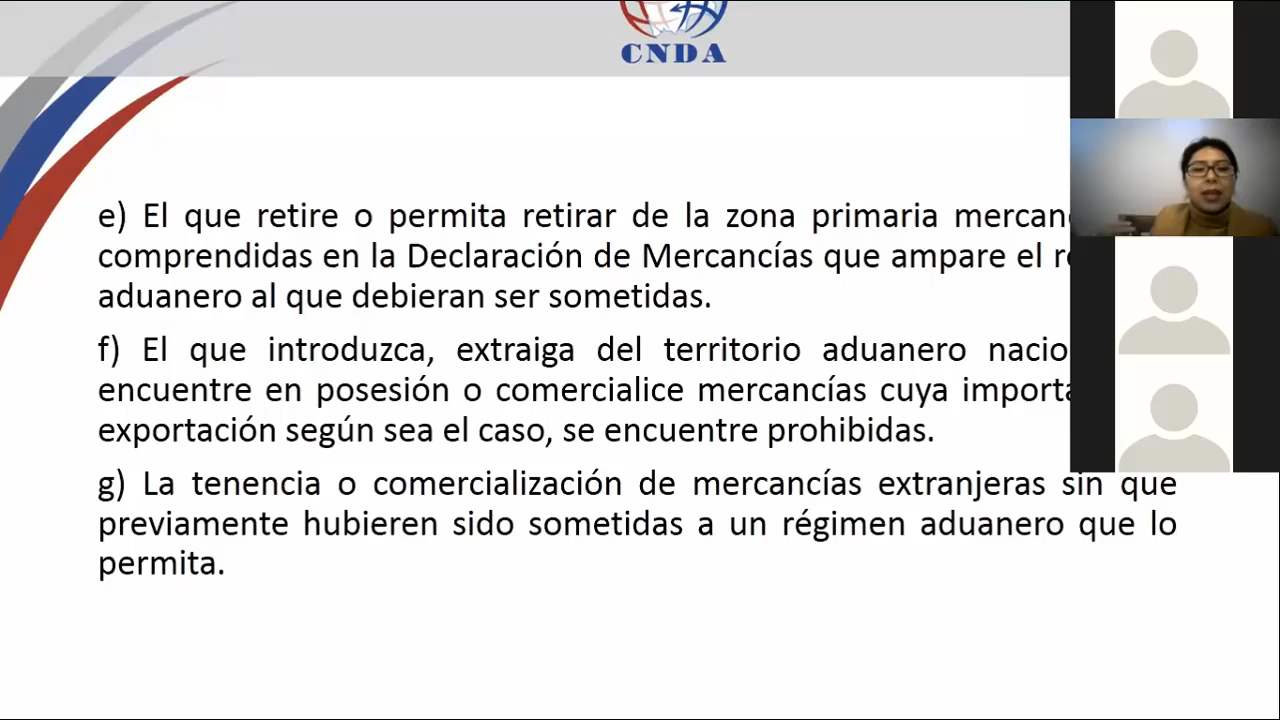 CNDA
e) El que retire o permita retirar de la zona primaria
comprendidas en la Declaración de Mercancías que ampare el
aduanero al que debieran ser sometidas.
f) El que introduzca, extraiga del territorio aduanero
encuentre en posesión o comercialice mercancías cuya
exportación según sea el caso, se encuentre prohibidas.
g) La tenencia o comercialización de mercancías extranjeras sin que
previamente hubieren sido sometidas a un régimen aduanero que lo
permita.